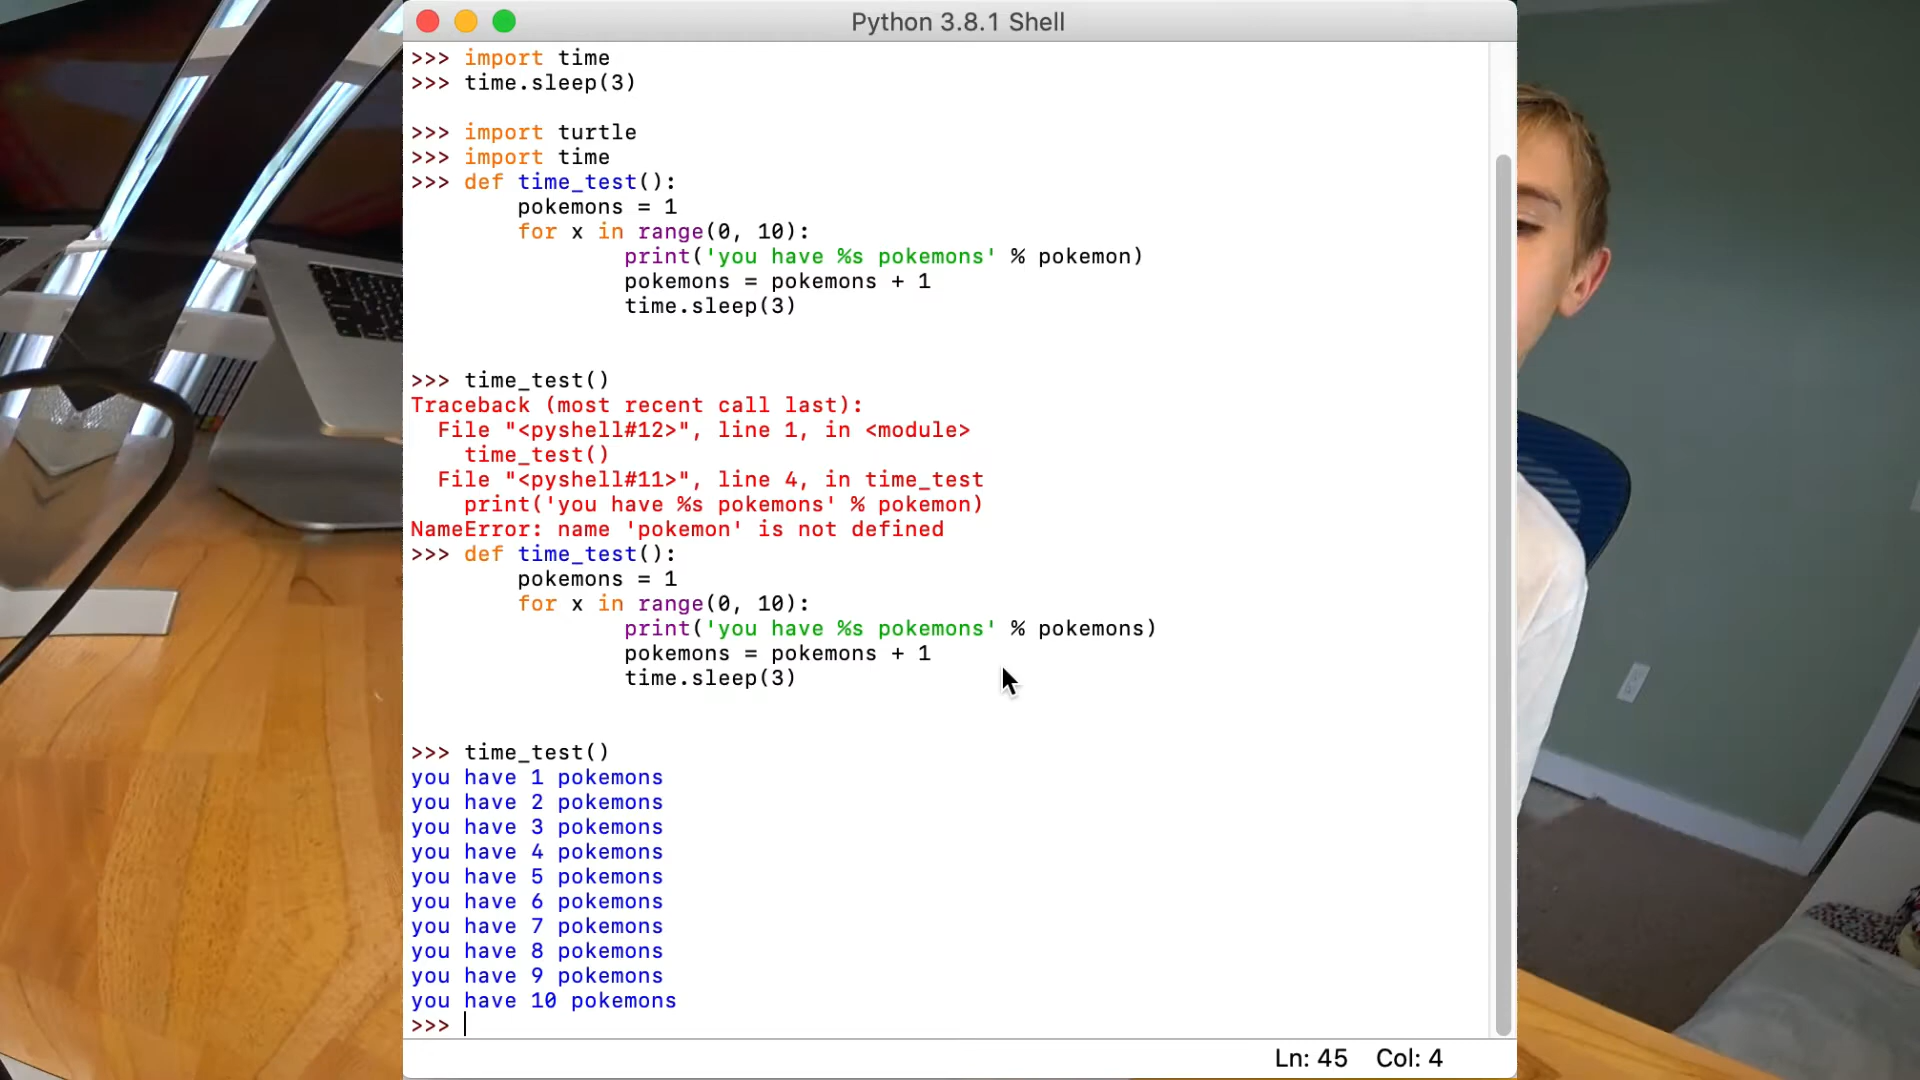 Python 3.8.1 Shell
>>> import time
>>> time.sleep(3)
>>> import turtle
>>> import time
>>> def time_test():
pokemons = 1
for x in range(0, 10):
print('you have %s pokemons' % pokemon)
pokemons = pokemons + 1
time.sleep(3)
>>> time_test()
Traceback (most recent call last):
File "<pyshell#12>", line 1, in <module>
time_test()
File "<pyshell#11>", line 4, in time_test
print('you have %s pokemons' % pokemon)
NameError: name 'pokemon' is not defined
>>> def time_test():
pokemons = 1
for x in range(0, 10):
print('you have %s pokemons' % pokemons)
pokemons = pokemons + 1
time.sleep(3)
>>> time_test()
you have 1 pokemons
you have 2 pokemons
you have 3 pokemons
you have 4 pokemons
you have 5 pokemons
you have 6 pokemons
you have 7 pokemons
you have 8 pokemons
you have 9 pokemons
you have 10 pokemons
>>>
Ln: 45 Col: 4